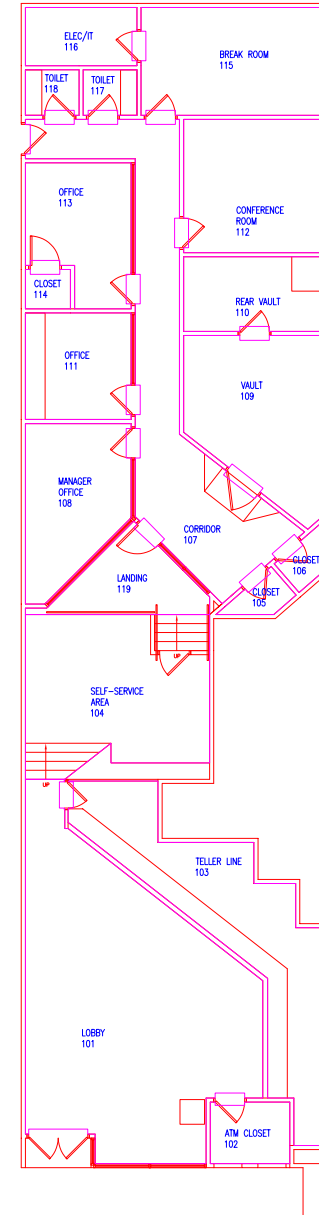 ELEC/IT
116
BREAK ROOM
115
TOILET
118
TOILET
117
OFFICE
113
CONFERENCE
ROOM
112
CLOSET
114
REAR VAULT
110
OFFICE
111
VAULT
109
MANAGER
OFFICE
108
CORRIDOR
107
CLOSET
106
LANDING
119
CLOSET
105
UP
SELF-SERVICE
AREA
104
UP
TELLER LINE
103
LOBBY
101
ATM CLOSET
102